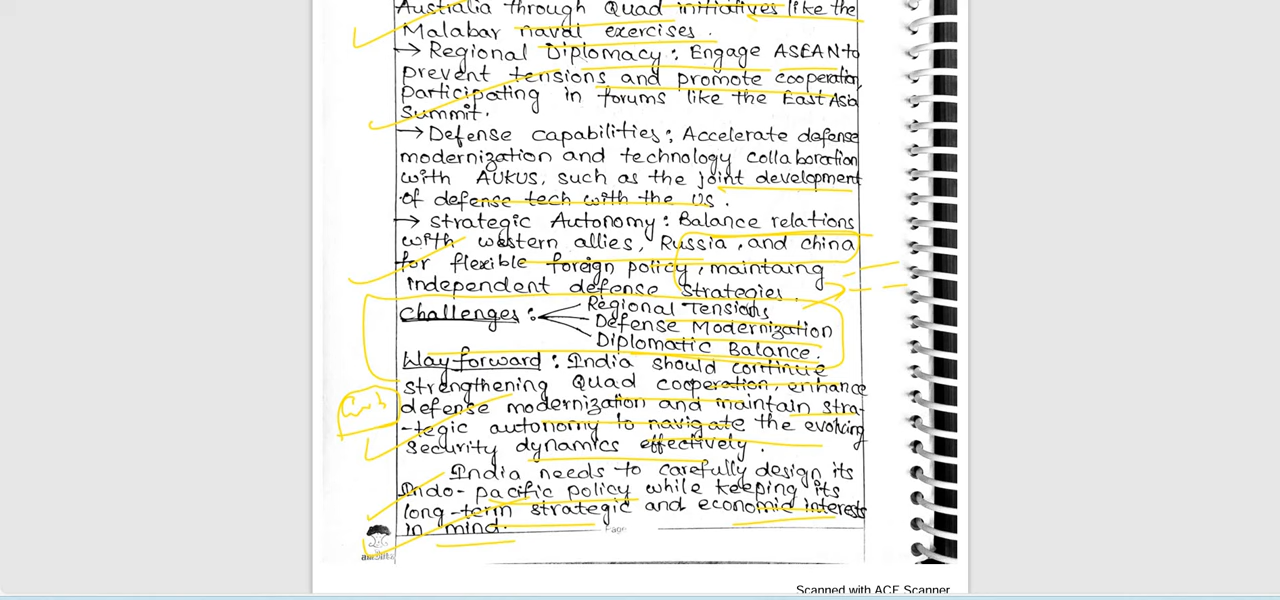 Australia through Quad initiatives like the
Malabar naval exercises.
→ Regional Diplomacy: Engage ASEAN to
prevent tensions and promote cooperation,
participating in forums like the East Asia
Summit.
→ Defense capabilities: Accelerate defense
modernization and technology collaboration
with AUKUS, such as the joint development
of defense tech with the US.
→ Strategic Autonomy: Balance relations
with western allies, Russia, and china
for flexible foreign policy, maintaing
independent defense strategies.
Challenges: Regional Tensions
Defense Modernization
Diplomatic Balance.
Way forward: India should continue
strengthening Quad cooperation, enhance
defense modernization and maintain stra-
-tegic autonomy to navigate the evolving
security dynamics effectively.
India needs to carefully design its
Indo-pacific policy while keeping its
long-term strategic and economic interests
in mind.
Page
Scanned with ACE Scanner